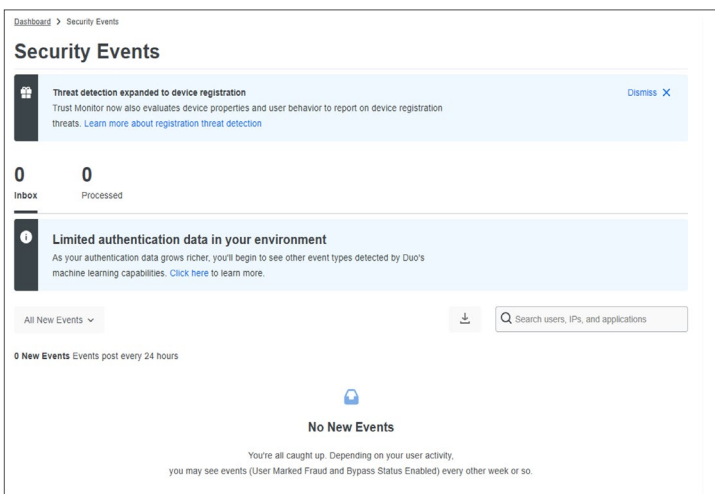 Dashboard > Security Events
Security Events
Threat detection expanded to device registration
Dismiss X
Trust Monitor now also evaluates device properties and user behavior to report on device registration
threats. Learn more about registration threat detection
0 0
Inbox Processed
Limited authentication data in your environment
As your authentication data grows richer, you'll begin to see other event types detected by Duo's
machine learning capabilities. Click here to learn more.
All New Events
Search users, IPs, and applications
0 New Events Events post every 24 hours
No New Events
You're all caught up. Depending on your user activity,
you may see events (User Marked Fraud and Bypass Status Enabled) every other week or so.